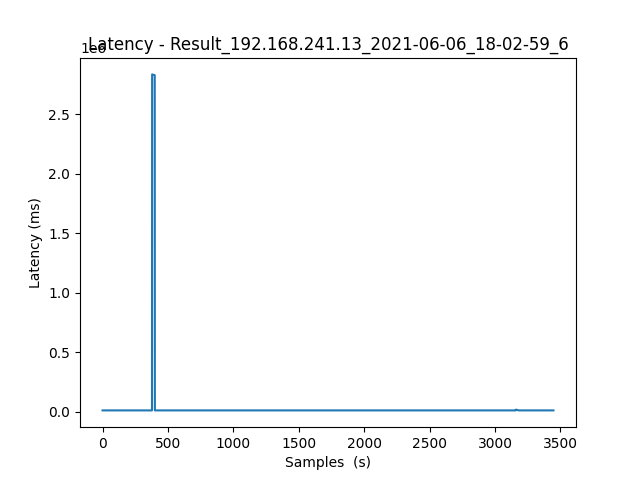 Latency - Result_192.168.241.13_2021-06-06_18-02-59_6
1e6
2.5
2.0
1.5
1.0
0.5
0.0
Latency (ms)
0 500 1000 1500 2000 2500 3000 3500
Samples  (s)